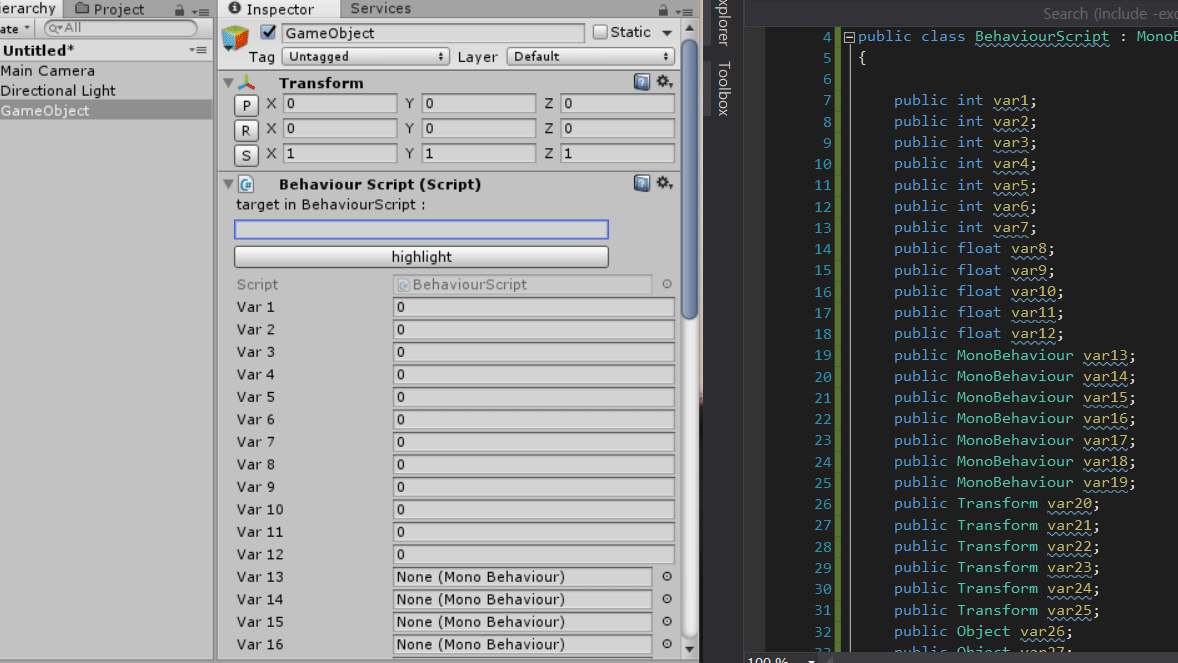 ierarchy
Project
ate
All
Untitled*
Main Camera
Directional Light
GameObject
Inspector
Services
GameObject
Static
Tag Untagged Layer Default
Transform
P X 0 Y 0 Z 0
R X 0 Y 0 Z 0
S X 1 Y 1 Z 1
Behaviour Script (Script)
target in BehaviourScript :
highlight
Script BehaviourScript
Var 1 0
Var 2 0
Var 3 0
Var 4 0
Var 5 0
Var 6 0
Var 7 0
Var 8 0
Var 9 0
Var 10 0
Var 11 0
Var 12 0
Var 13 None (Mono Behaviour)
Var 14 None (Mono Behaviour)
Var 15 None (Mono Behaviour)
Var 16 None (Mono Behaviour)
xplorer
Toolbox
Search (include -exc
4 public class BehaviourScript : MonoB
5 {
6
7 public int var1;
8 public int var2;
9 public int var3;
10 public int var4;
11 public int var5;
12 public int var6;
13 public int var7;
14 public float var8;
15 public float var9;
16 public float var10;
17 public float var11;
18 public float var12;
19 public MonoBehaviour var13;
20 public MonoBehaviour var14;
21 public MonoBehaviour var15;
22 public MonoBehaviour var16;
23 public MonoBehaviour var17;
24 public MonoBehaviour var18;
25 public MonoBehaviour var19;
26 public Transform var20;
27 public Transform var21;
28 public Transform var22;
29 public Transform var23;
30 public Transform var24;
31 public Transform var25;
32 public Object var26;
33 public Object var27;
100 %